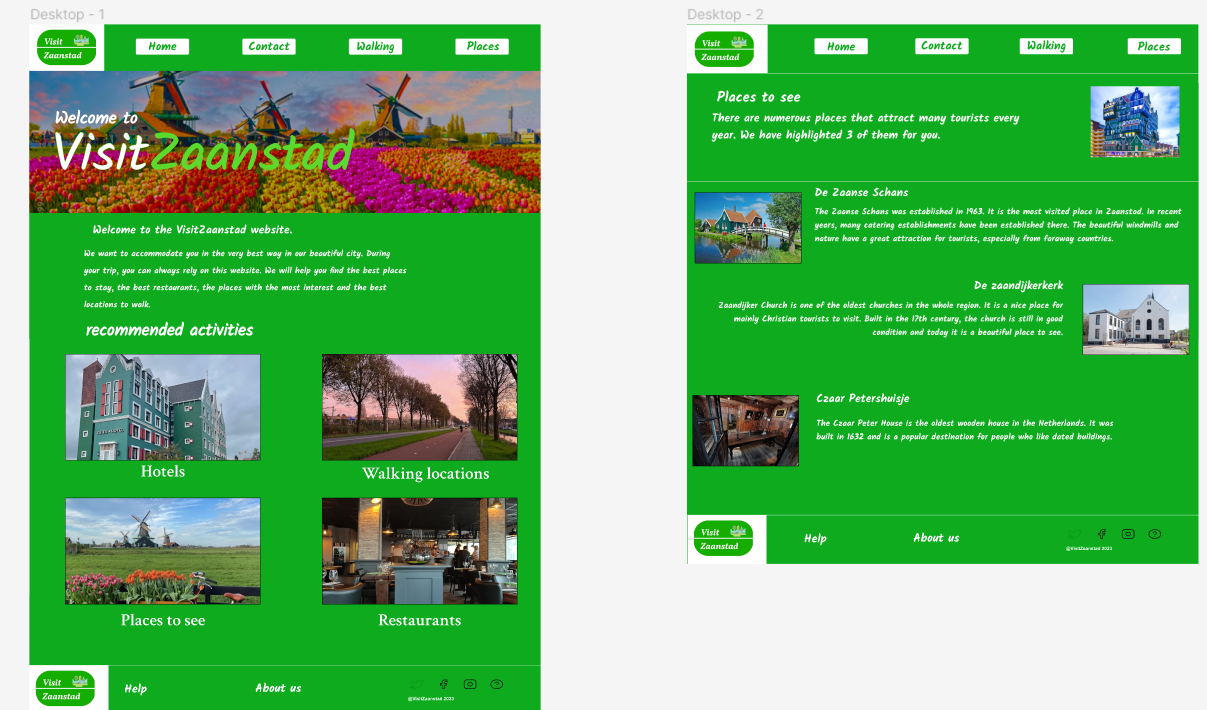 Desktop - 1
Visit
Zaanstad
Home
Contact
Walking
Places
Welcome to
VisitZaanstad
Welcome to the VisitZaanstad website.
We want to accommodate you in the very best way in our beautiful city. During
your trip, you can always rely on this website. We will help you find the best places
to stay, the best restaurants, the places with the most interest and the best
locations to walk.
recommended activities
Hotels
Walking locations
Places to see
Restaurants
Visit
Zaanstad
Help
About us
@VisitZaanstad 2023
Desktop - 2
Visit
Zaanstad
Home
Contact
Walking
Places
Places to see
There are numerous places that attract many tourists every
year. We have highlighted 3 of them for you.
De Zaanse Schans
The Zaanse Schans was established in 1963. It is the most visited place in Zaanstad. In recent
years, many catering establishments have been established there. The beautiful windmills and
nature have a great attraction for tourists, especially from faraway countries.
De zaandijkerkerk
Zaandijker Church is one of the oldest churches in the whole region. It is a nice place for
mainly Christian tourists to visit. Built in the 17th century, the church is still in good
condition and today it is a beautiful place to see.
Czaar Petershuisje
The Czaar Peter House is the oldest wooden house in the Netherlands. It was
built in 1632 and is a popular destination for people who like dated buildings.
Visit
Zaanstad
Help
About us
@VisitZaanstad 2023